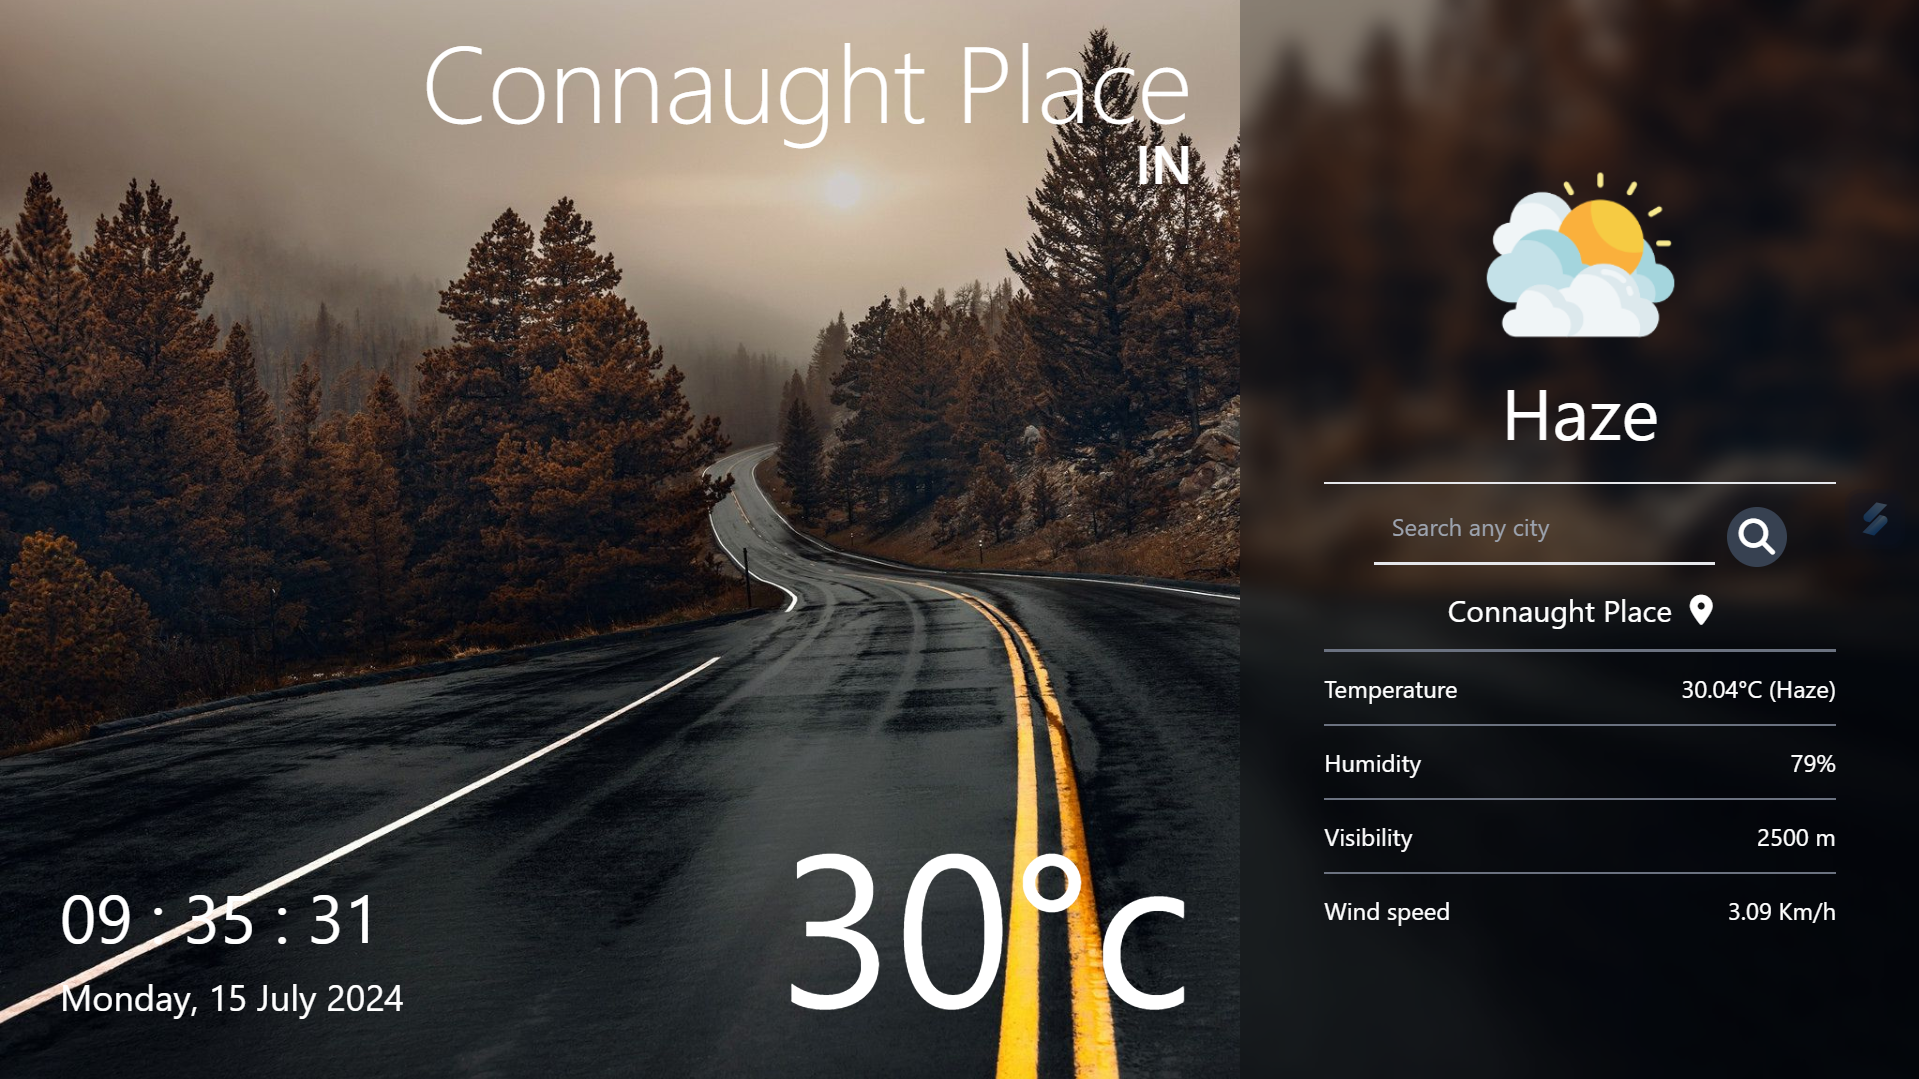 Connaught Place
IN
09 : 35 : 31
Monday, 15 July 2024
30°c
Haze
Search any city
Connaught Place
Temperature 30.04°C (Haze)
Humidity 79%
Visibility 2500 m
Wind speed 3.09 Km/h